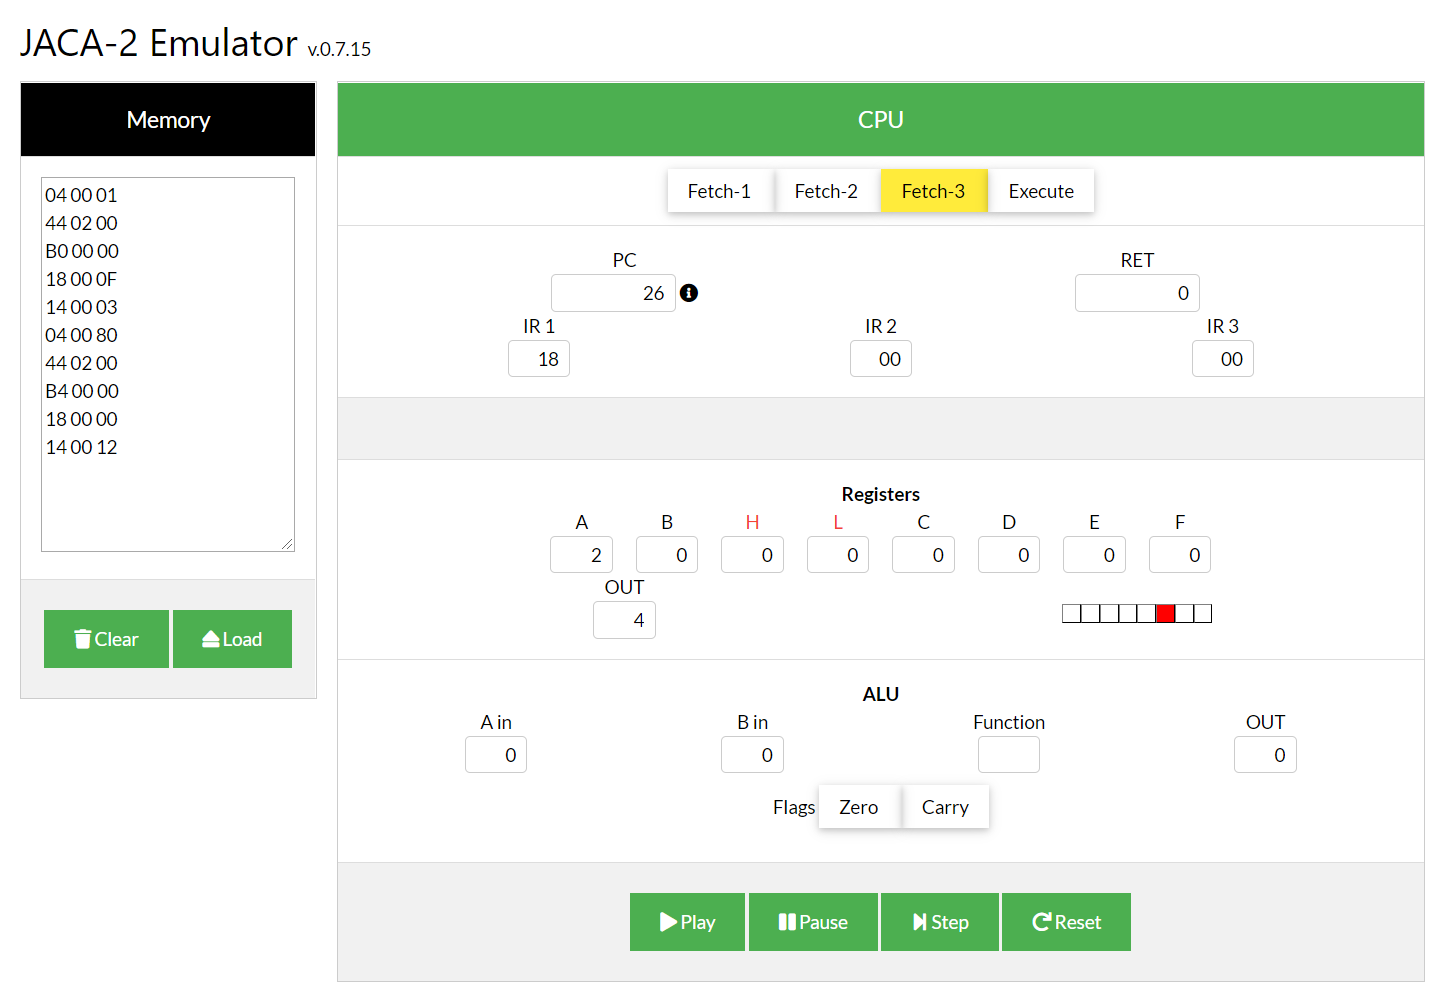 JACA-2 Emulator v.0.7.15
Memory
04 00 01
44 02 00
B0 00 00
18 00 0F
14 00 03
04 00 80
44 02 00
B4 00 00
18 00 00
14 00 12
Clear Load
CPU
Fetch-1 Fetch-2 Fetch-3 Execute
PC RET
26 0
IR 1 IR 2 IR 3
18 00 00
Registers
A B H L C D E F
2 0 0 0 0 0 0 0
OUT
4
ALU
A in B in Function OUT
0 0 0
Flags Zero Carry
Play Pause Step Reset